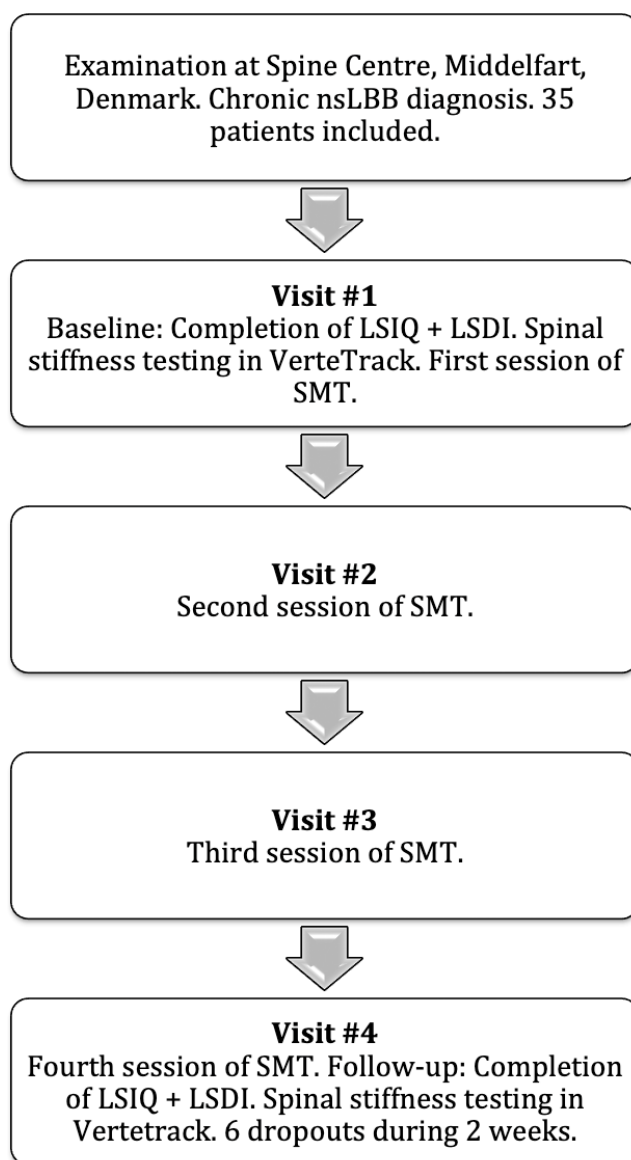 Examination at Spine Centre, Middelfart,
Denmark. Chronic nsLBB diagnosis. 35
patients included.
Visit #1
Baseline: Completion of LSIQ + LSDI. Spinal
stiffness testing in VerteTrack. First session of
SMT.
Visit #2
Second session of SMT.
Visit #3
Third session of SMT.
Visit #4
Fourth session of SMT. Follow-up: Completion
of LSIQ + LSDI. Spinal stiffness testing in
Vertetrack. 6 dropouts during 2 weeks.